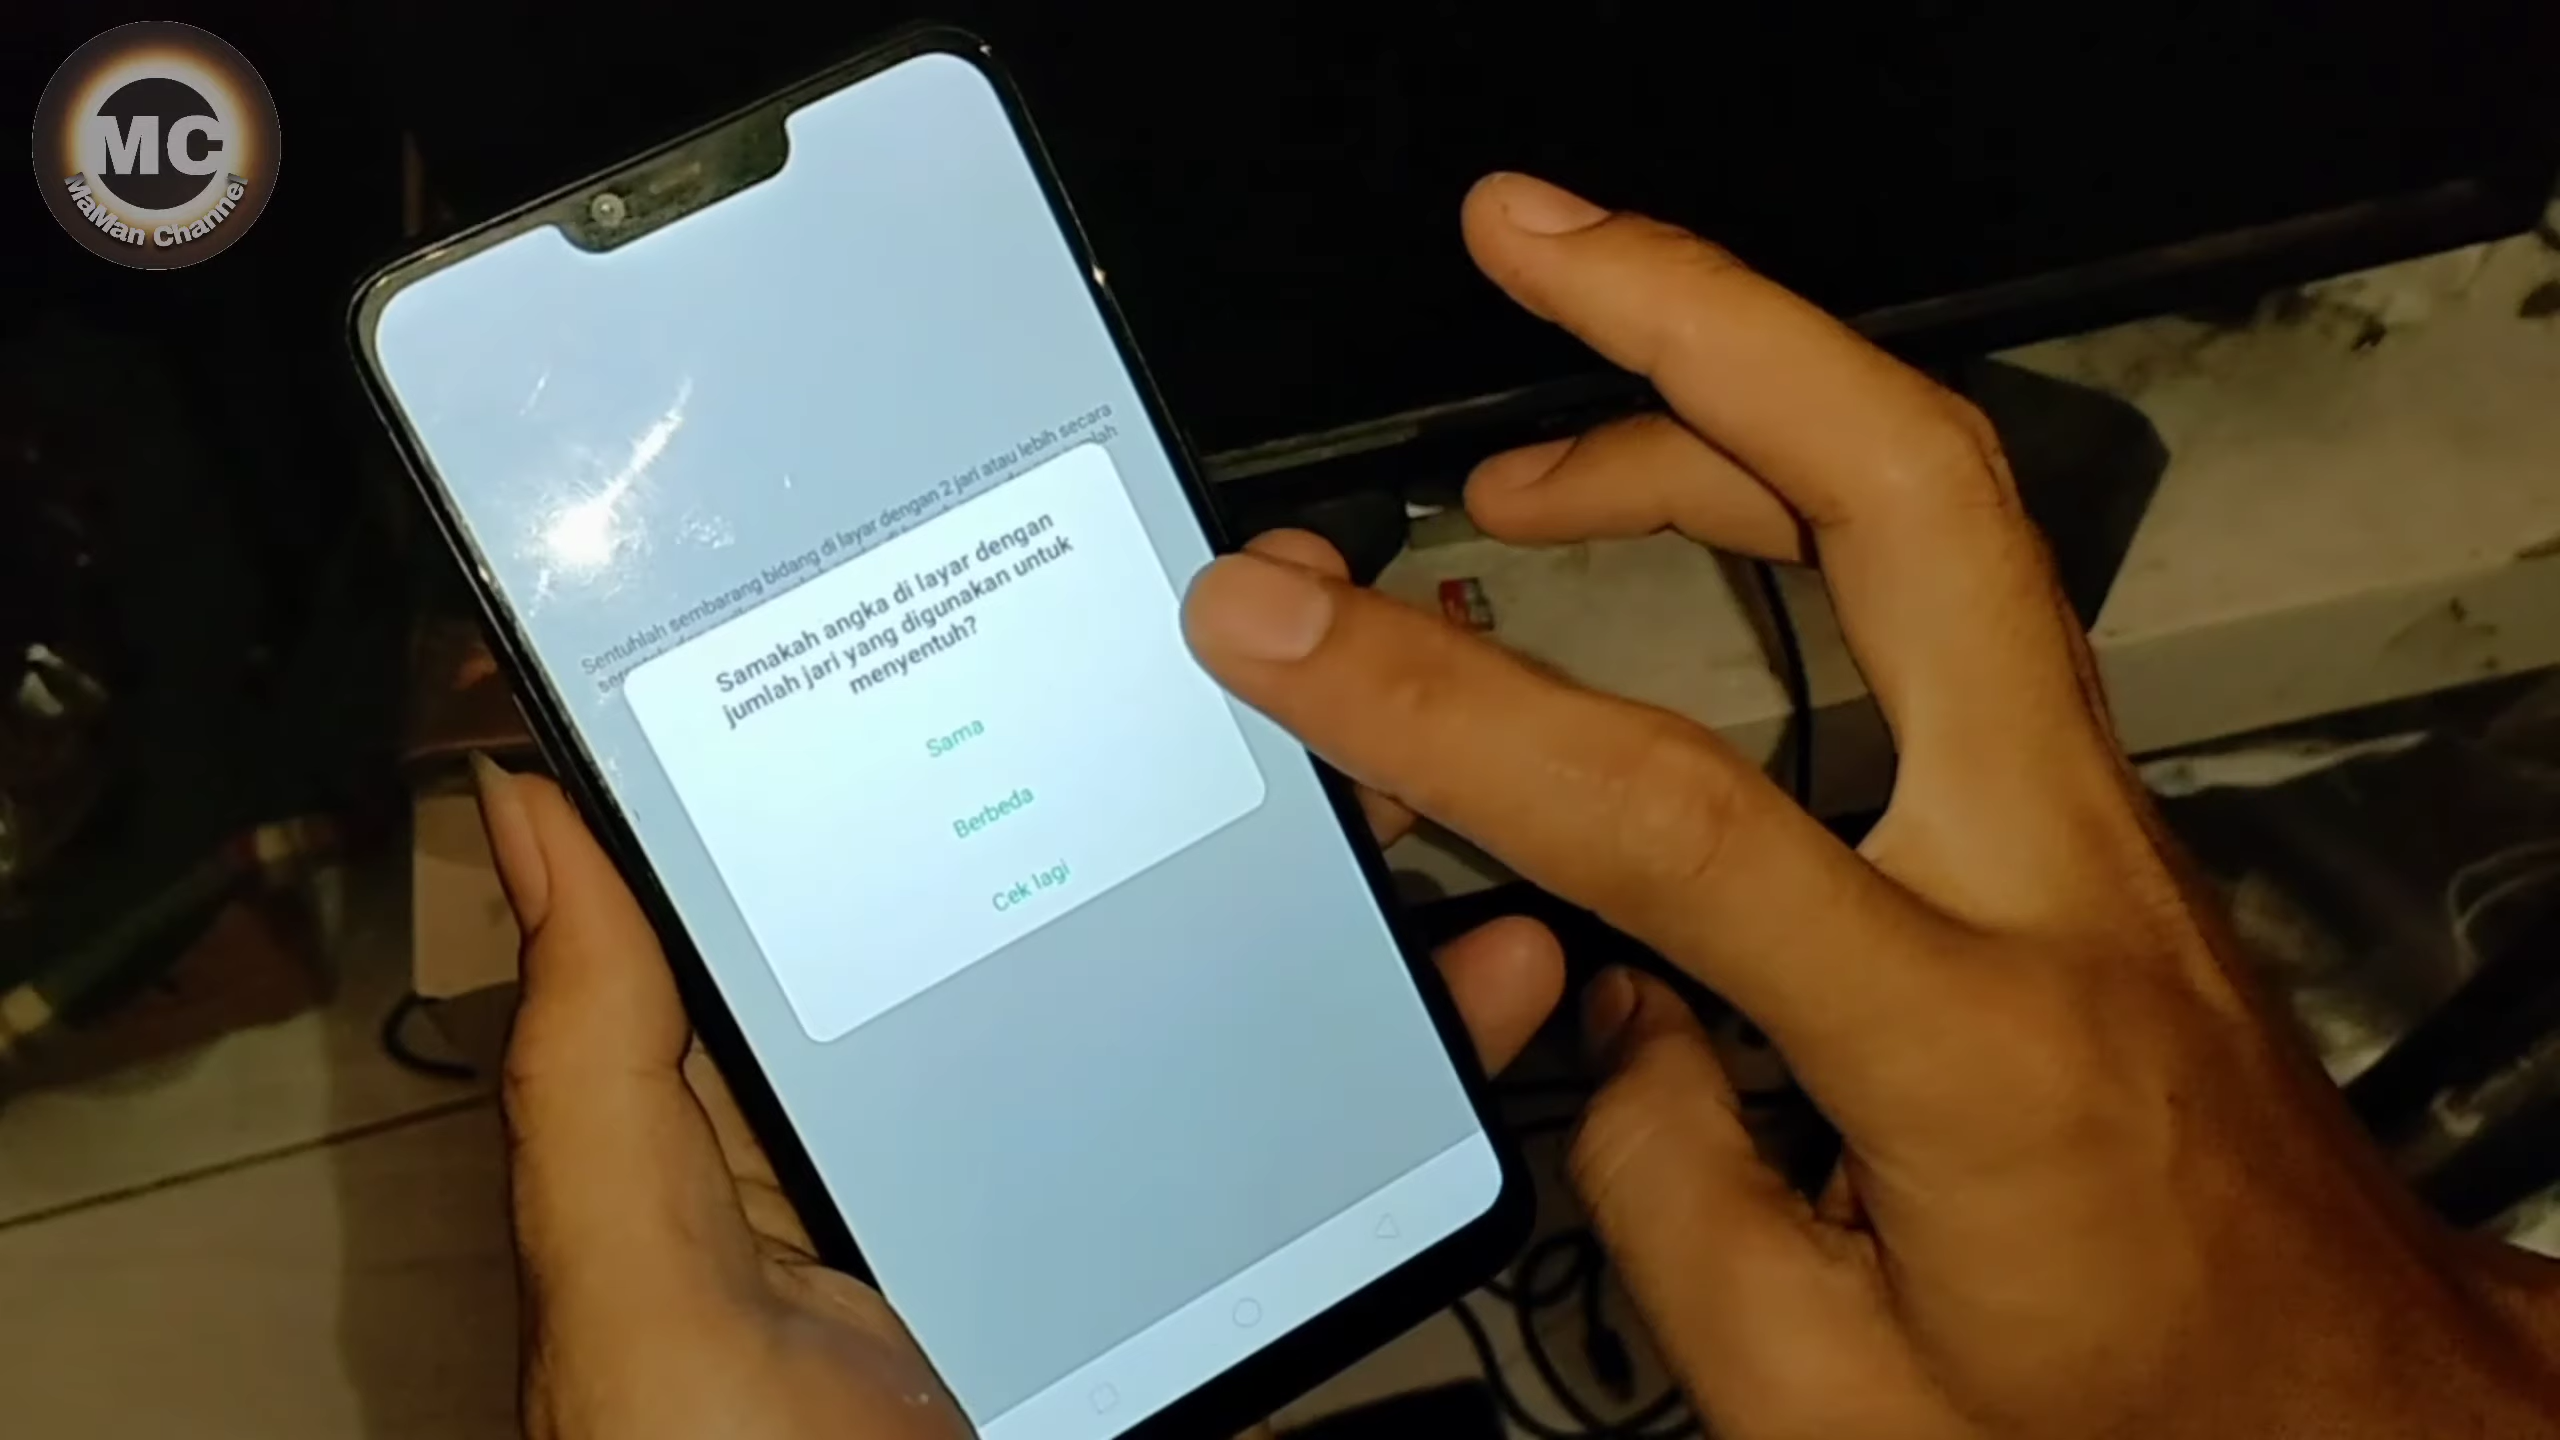 MC
MaMan Channel
Sentuhlah sembarang bidang di layar dengan 2 jari atau lebih secara
Samakah angka di layar dengan
jumlah jari yang digunakan untuk
menyentuh?
Sama
Berbeda
Cek lagi